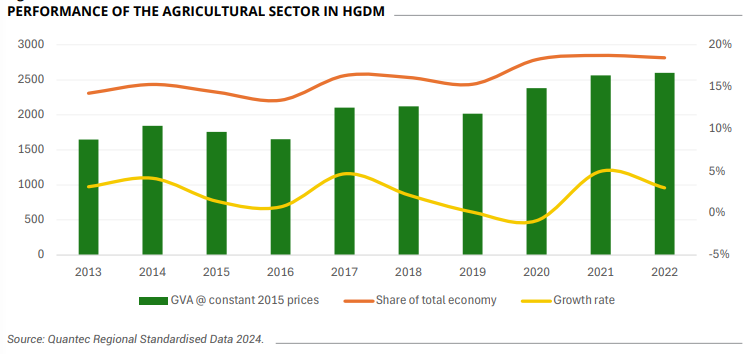 PERFORMANCE OF THE AGRICULTURAL SECTOR IN HGDM
3000 20%
2500 15%
2000
1500 10%
1000 5%
500 0%
0 -5%
2013 2014 2015 2016 2017 2018 2019 2020 2021 2022
GVA @ constant 2015 prices Share of total economy Growth rate
Source: Quantec Regional Standardised Data 2024.